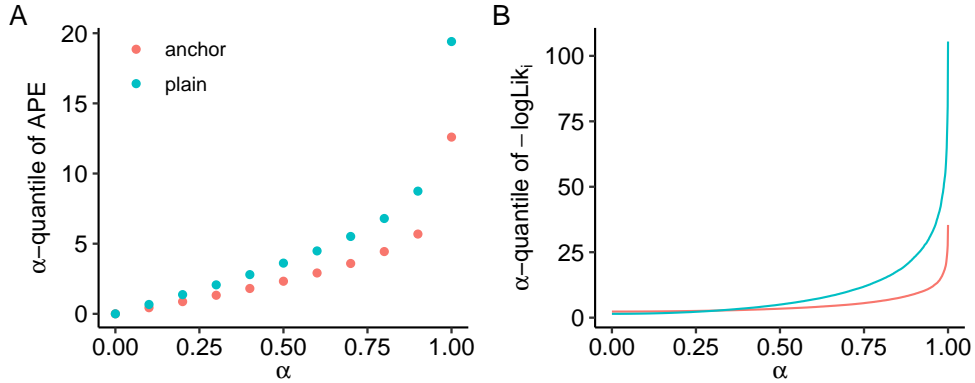 A
α−quantile of APE
20
15
10
5
0
anchor
plain
0.00 0.25 0.50 0.75 1.00
α
B
α−quantile of − logLikᵢ
100
75
50
25
0
0.00 0.25 0.50 0.75 1.00
α